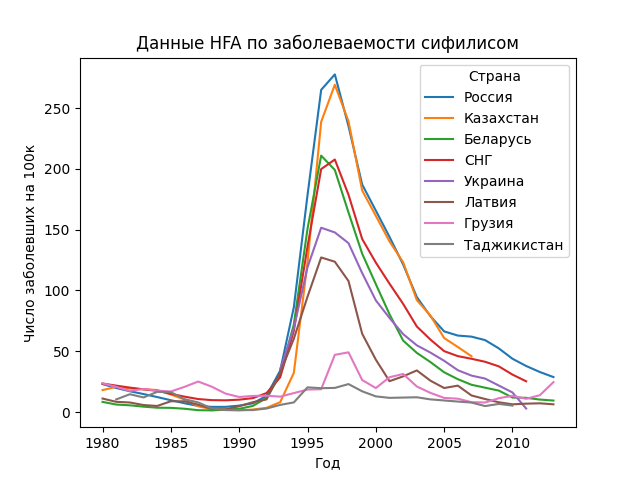 Данные HFA по заболеваемости сифилисом
Число заболевших на 100к
250
200
150
100
50
0
1980 1985 1990 1995 2000 2005 2010
Год
Страна
Россия
Казахстан
Беларусь
СНГ
Украина
Латвия
Грузия
Таджикистан